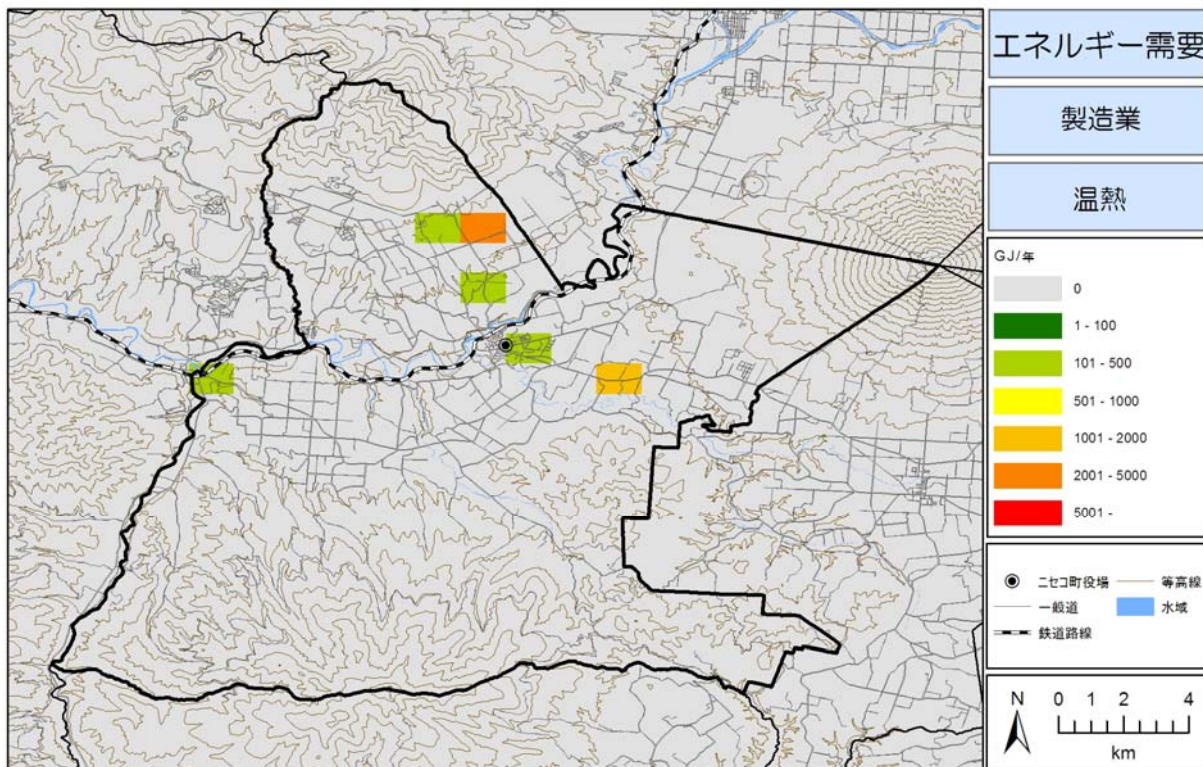 エネルギー需要
製造業
温熱
GJ/年
0
1 - 100
101 - 500
501 - 1000
1001 - 2000
2001 - 5000
5001 -
ニセコ町役場 等高線
一般道 水域
鉄道路線
N 0 1 2 4
km